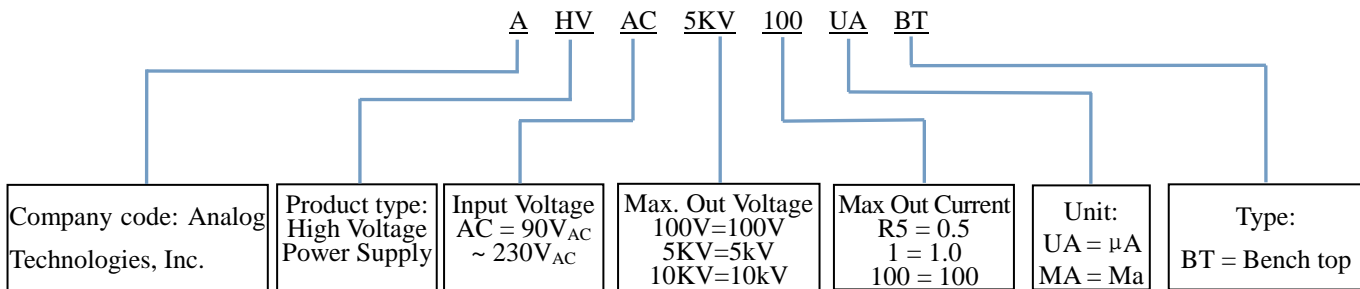 A HV AC 5KV 100 UA BT
Company code: Analog
Technologies, Inc.
Product type:
High Voltage
Power Supply
Input Voltage
AC = 90VAC
~ 230VAC
Max. Out Voltage
100V=100V
5KV=5kV
10KV=10kV
Max Out Current
R5 = 0.5
1 = 1.0
100 = 100
Unit:
UA = μA
MA = Ma
Type:
BT = Bench top